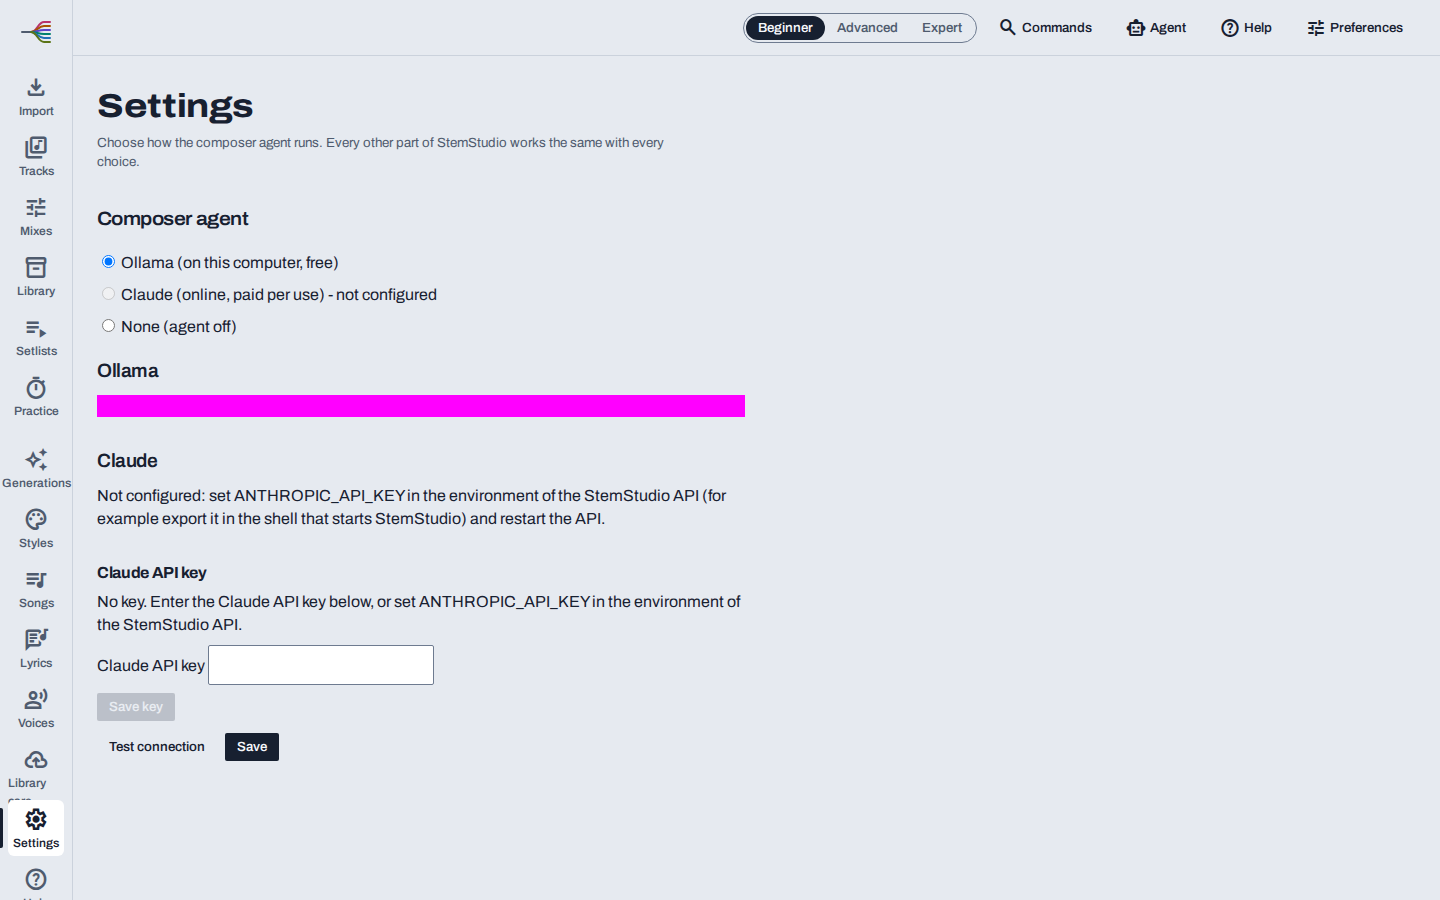 Beginner
Advanced
Expert
Commands
Agent
Help
Preferences
Import
Tracks
Mixes
Library
Setlists
Practice
Generations
Styles
Songs
Lyrics
Voices
Library
Settings
Settings
Choose how the composer agent runs. Every other part of StemStudio works the same with every
choice.
Composer agent
Ollama (on this computer, free)
Claude (online, paid per use) - not configured
None (agent off)
Ollama
Claude
Not configured: set ANTHROPIC_API_KEY in the environment of the StemStudio API (for
example export it in the shell that starts StemStudio) and restart the API.
Claude API key
No key. Enter the Claude API key below, or set ANTHROPIC_API_KEY in the environment of
the StemStudio API.
Claude API key
Save key
Test connection
Save